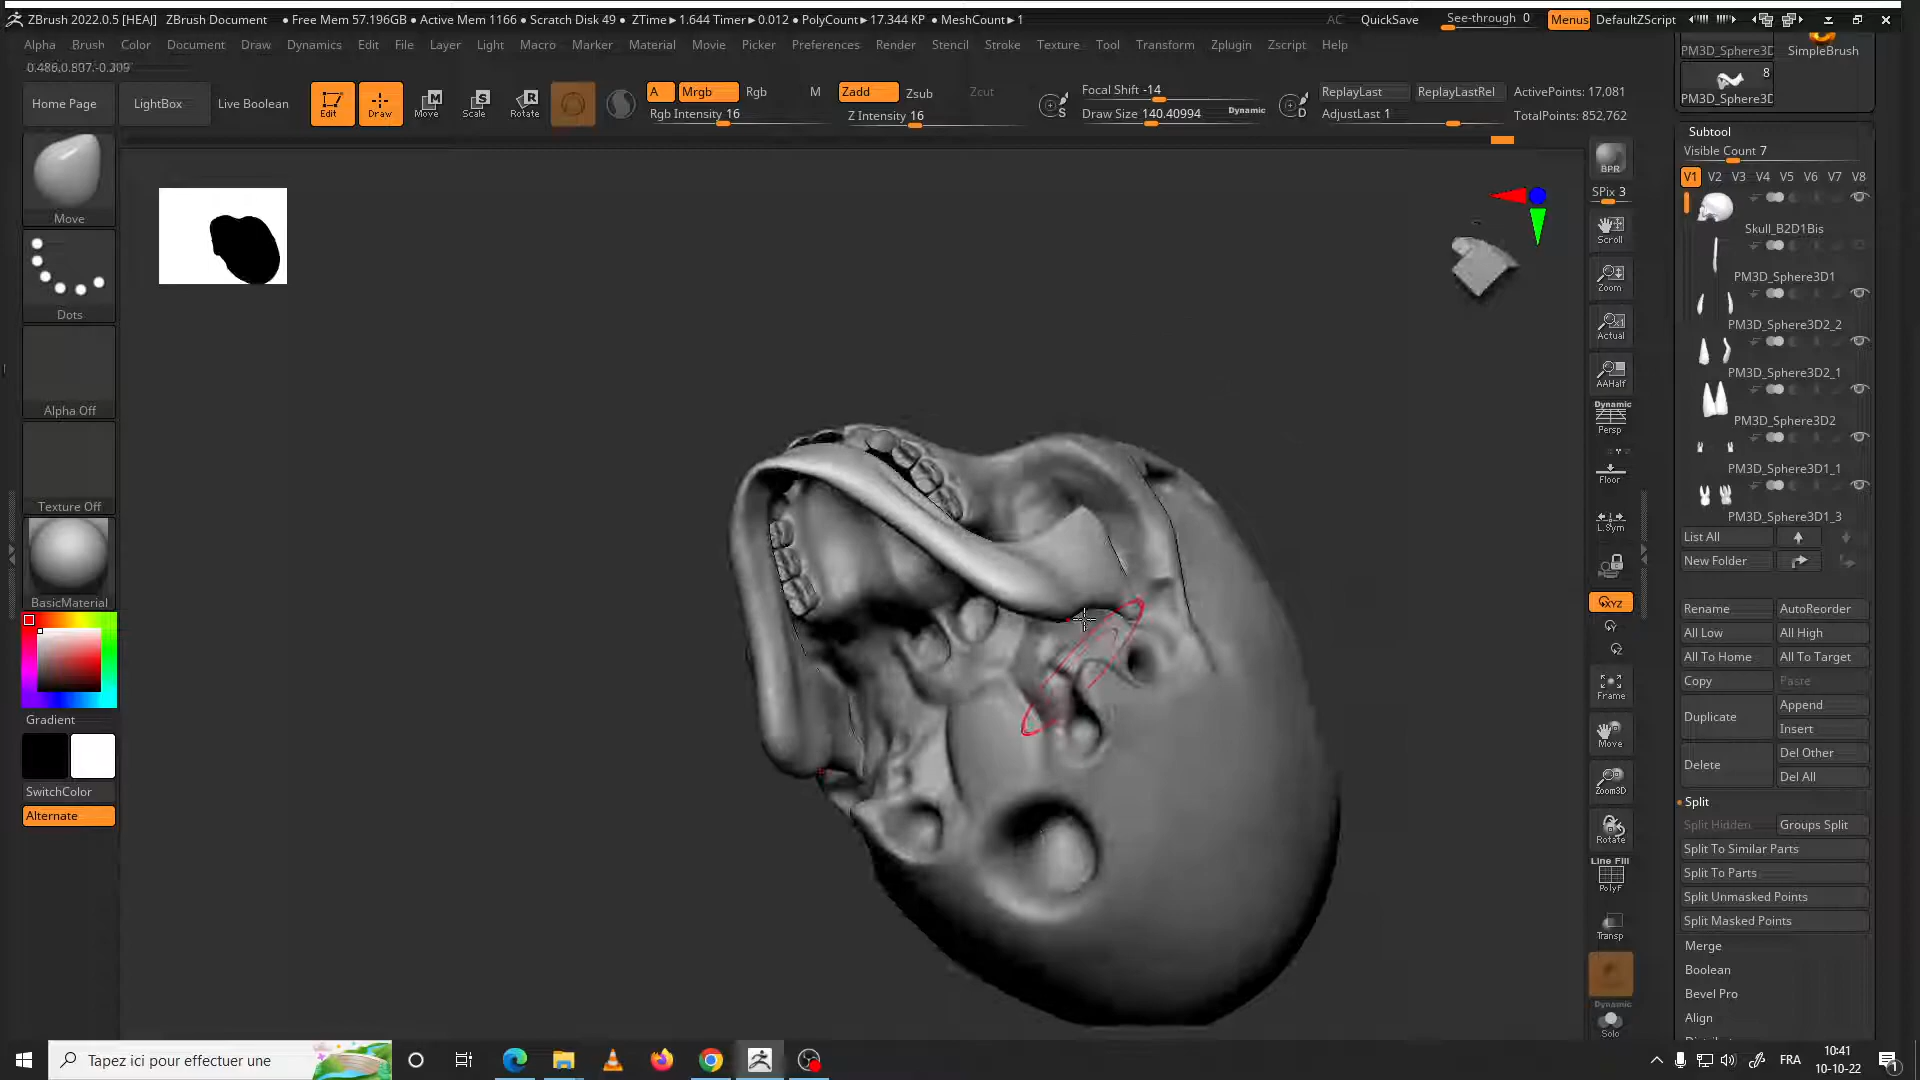 ZBrush 2022.0.5 [HEAJ] ZBrush Document ● Free Mem 57.196GB ● Active Mem 1166 ● Scratch Disk 49 ● ZTime►1.644 Timer►0.012 ● PolyCount►17.344 KP ● MeshCount►1 AC QuickSave See-through 0 Menus DefaultZScript
Alpha Brush Color Document Draw Dynamics Edit File Layer Light Macro Marker Material Movie Picker Preferences Render Stencil Stroke Texture Tool Transform Zplugin Zscript Help
0.486,0.807,-0.309
Home Page LightBox Live Boolean Edit Draw Move Scale Rotate A Mrgb Rgb M Zadd Zsub Zcut Focal Shift -14 ReplayLast ReplayLastRel ActivePoints: 17,081
Rgb Intensity 16 Z Intensity 16 S Draw Size 140.40994 Dynamic D AdjustLast 1 TotalPoints: 852,762
Move
Dots
Alpha Off
Texture Off
BasicMaterial
Gradient
SwitchColor
Alternate
BPR
SPix 3
Scroll
Zoom
Actual
AAHalf
Dynamic
Persp
Floor
L.Sym
XYZ
Y
Z
Frame
Move
Zoom3D
Rotate
Line Fill
PolyF
Transp
Dynamic
Solo
PM3D_Sphere3D SimpleBrush
8
PM3D_Sphere3D
Subtool
Visible Count 7
V1 V2 V3 V4 V5 V6 V7 V8
Skull_B2D1Bis
PM3D_Sphere3D1
PM3D_Sphere3D2_2
PM3D_Sphere3D2_1
PM3D_Sphere3D2
PM3D_Sphere3D1_1
PM3D_Sphere3D1_3
List All
New Folder
Rename AutoReorder
All Low All High
All To Home All To Target
Copy Paste
Duplicate Append
Insert
Delete Del Other
Del All
Split
Split Hidden Groups Split
Split To Similar Parts
Split To Parts
Split Unmasked Points
Split Masked Points
Merge
Boolean
Bevel Pro
Align
Tapez ici pour effectuer une
FRA 10:41
10-10-22
1